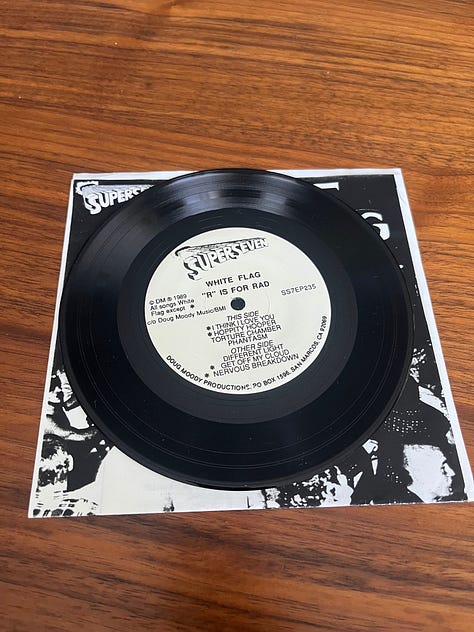 SUPERS
G
SUPERSEVEN
WHITE FLAG
"R" IS FOR RAD
© DM ℗ 1989
All songs White
Flag except *
c/o Doug Moody Music/BMI
SS7EP235
THIS SIDE
* I THINK I LOVE YOU
* HOPPITY HOOPER
TORTURE CHAMBER
PHANTASM
OTHER SIDE
DIFFERENT LIGHT
* GET OFF MY CLOUD
* NERVOUS BREAKDOWN
DOUG MOODY PRODUCTIONS, PO BOX 1596, SAN MARCOS, CA 92069